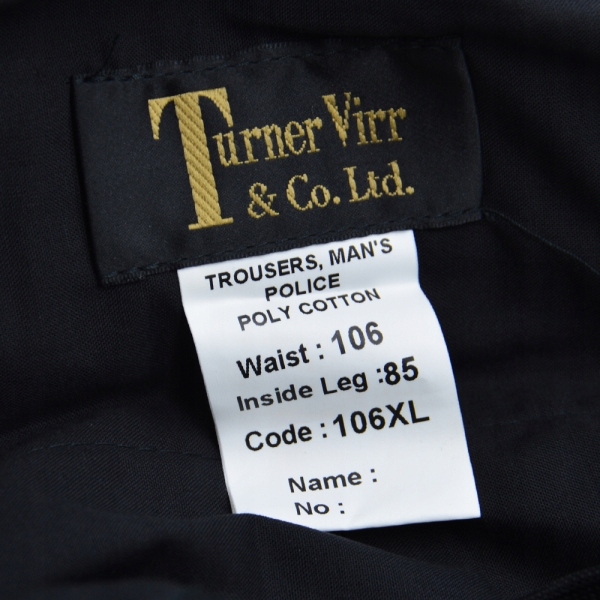 Turner Virr
& Co. Ltd.
TROUSERS, MAN'S
POLICE
POLY COTTON
Waist : 106
Inside Leg :85
Code : 106XL
Name :
No :